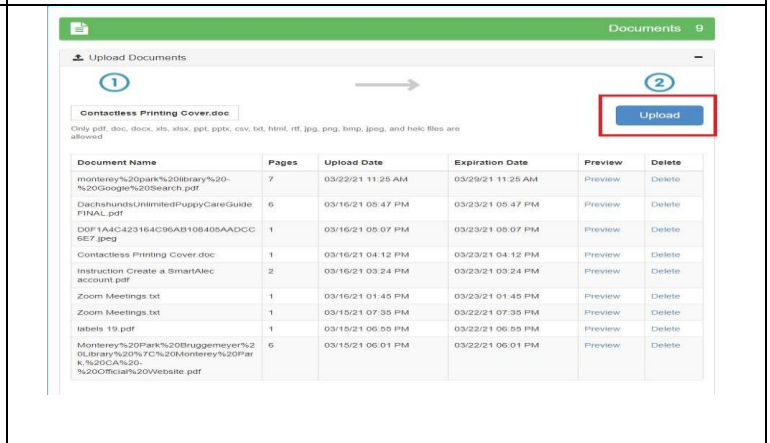 Documents 9
Upload Documents
1
2
Contactless Printing Cover.doc
Upload
Only pdf, doc, docx, xls, xlsx, ppt, pptx, csv, txt, html, rtf, jpg, png, bmp, jpeg, and heic files are
allowed
Document Name Pages Upload Date Expiration Date Preview Delete
monterey%20park%20library%20- 7 03/22/21 11:25 AM 03/29/21 11:25 AM Preview Delete
%20Google%20Search.pdf
DachshundsUnlimitedPuppyCareGuide 6 03/16/21 05:47 PM 03/23/21 05:47 PM Preview Delete
FINAL.pdf
D0F1A4C423164C96AB108405AADCC 1 03/16/21 05:07 PM 03/23/21 05:07 PM Preview Delete
6E7.jpeg
Contactless Printing Cover.doc 1 03/16/21 04:12 PM 03/23/21 04:12 PM Preview Delete
Instruction Create a SmartAlec 2 03/16/21 03:24 PM 03/23/21 03:24 PM Preview Delete
account.pdf
Zoom Meetings.txt 1 03/16/21 01:45 PM 03/23/21 01:45 PM Preview Delete
Zoom Meetings.txt 1 03/15/21 07:35 PM 03/22/21 07:35 PM Preview Delete
labels 19.pdf 1 03/15/21 06:55 PM 03/22/21 06:55 PM Preview Delete
Monterey%20Park%20Bruggemeyer%2 6 03/15/21 06:01 PM 03/22/21 06:01 PM Preview Delete
0Library%20%7C%20Monterey%20Par
k,%20CA%20-
%20Official%20Website.pdf